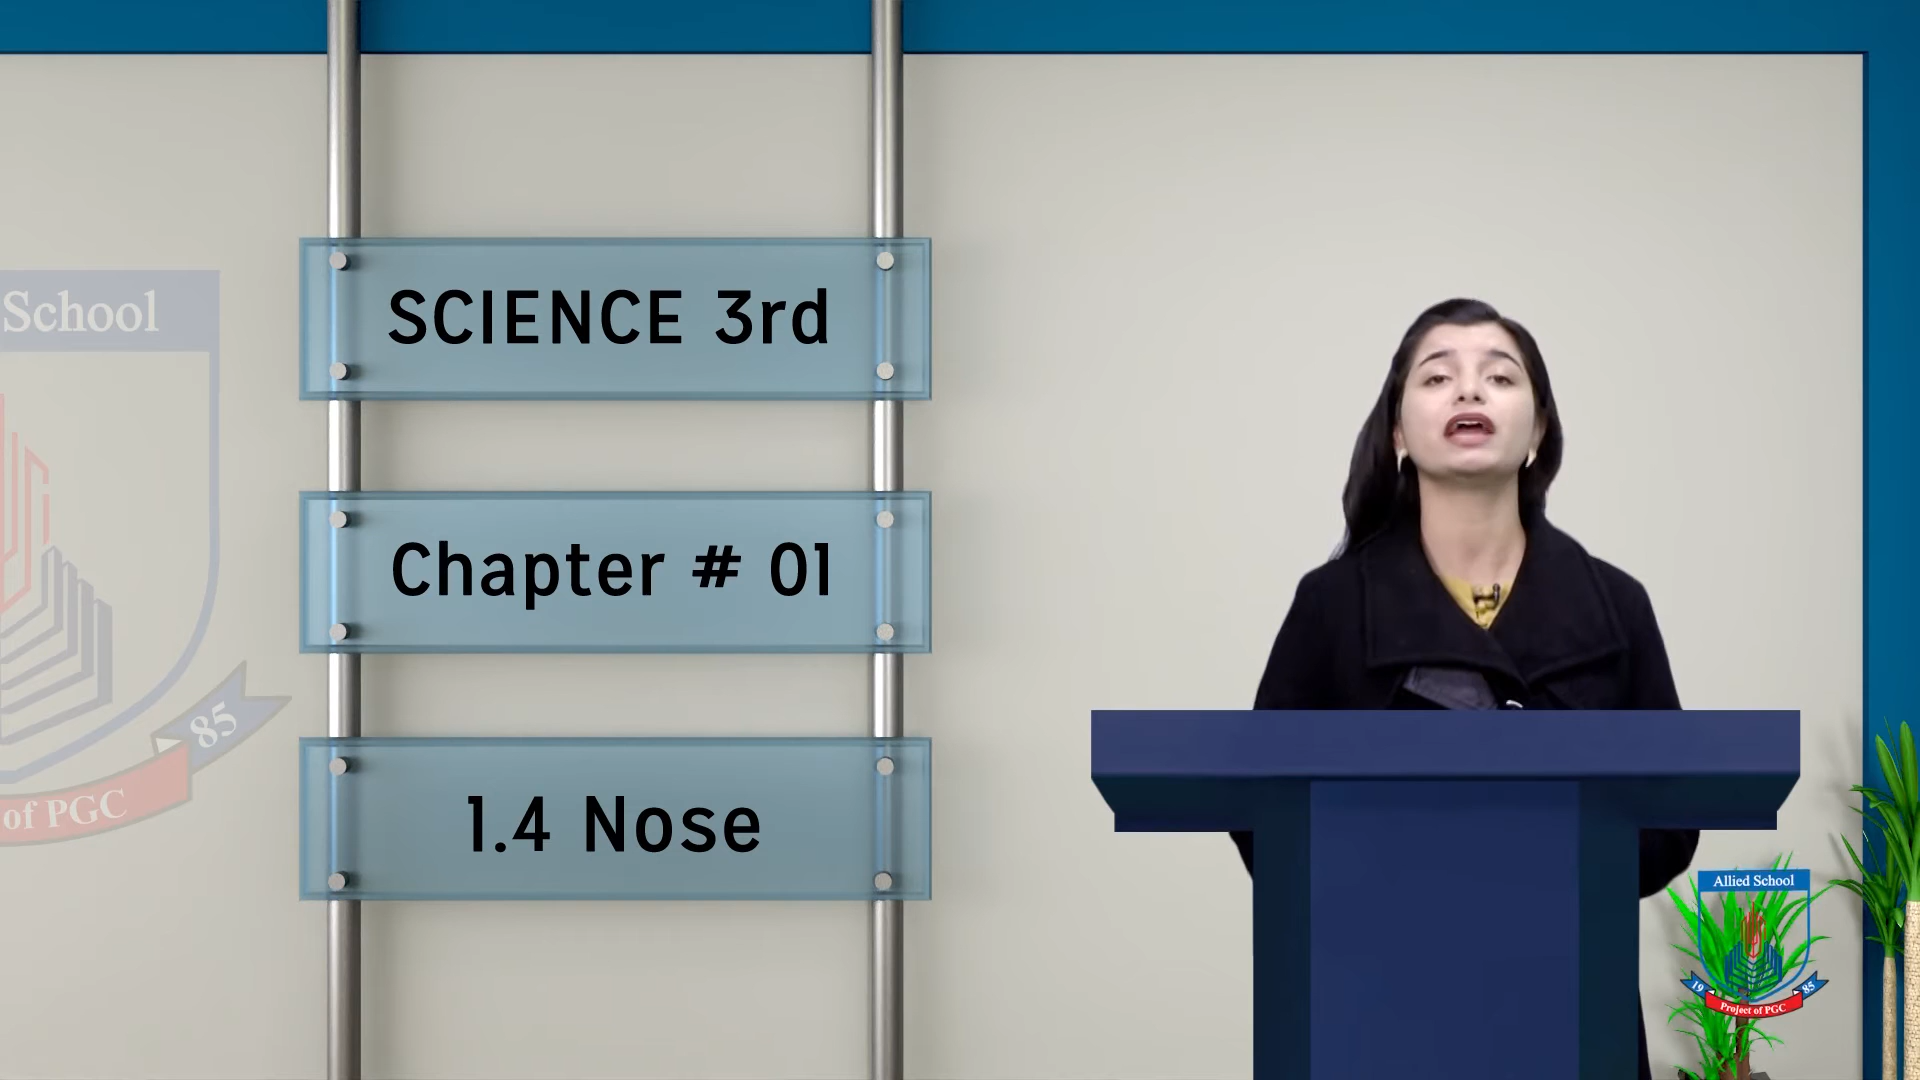 School
85
of PGC
SCIENCE 3rd
Chapter # 01
1.4 Nose
Allied School
19
85
Project of PGC